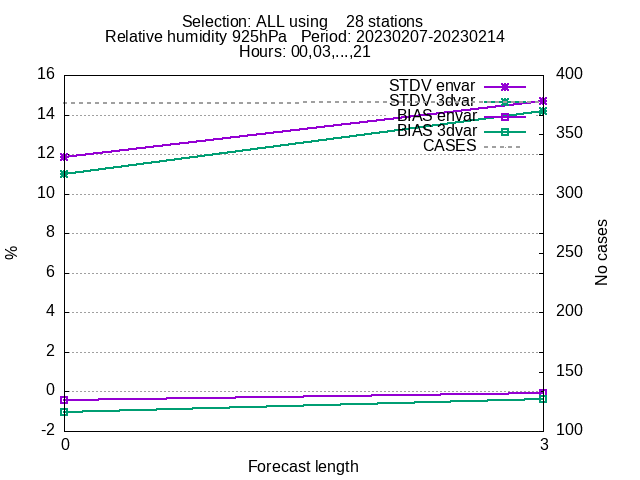 Selection: ALL using    28 stations
Relative humidity 925hPa   Period: 20230207-20230214
Hours: 00,03,...,21
16
14
12
10
8
6
4
2
0
-2
400
350
300
250
200
150
100
%
No cases
STDV envar
STDV 3dvar
BIAS envar
BIAS 3dvar
CASES
0
3
Forecast length